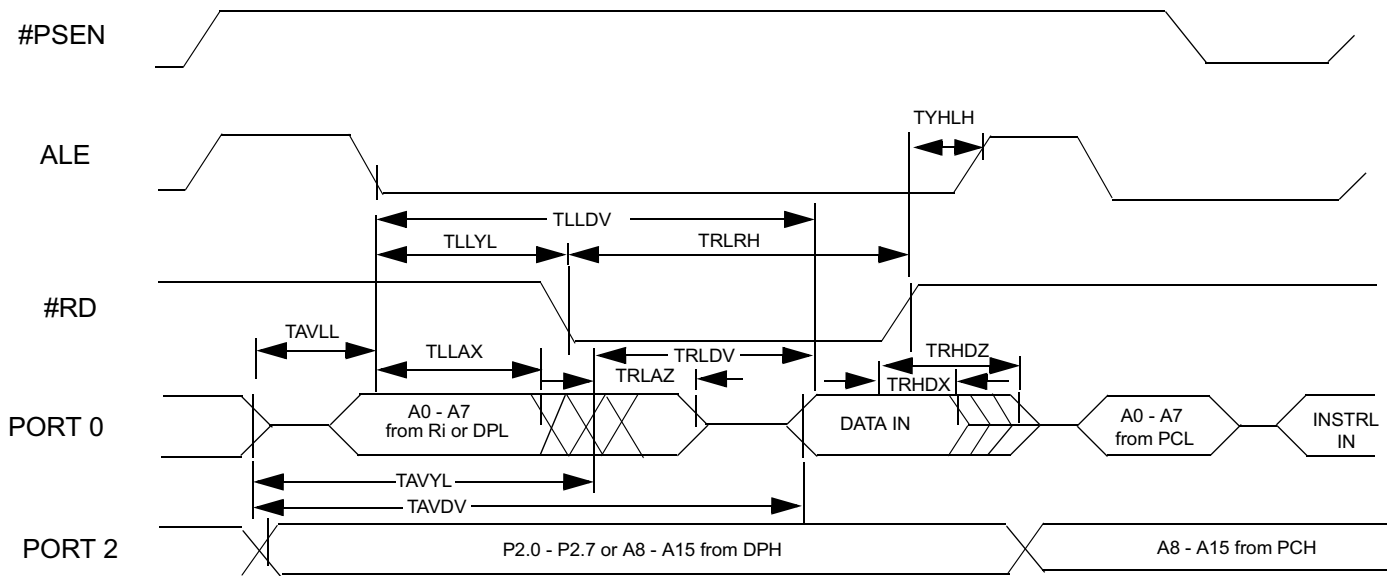 #PSEN
TYHLH
ALE
TLLDV
TLLYL
TRLRH
#RD
TAVLL
TLLAX
TRLDV
TRHDZ
TRLAZ
TRHDX
PORT 0
A0 - A7
from Ri or DPL
DATA IN
A0 - A7
from PCL
INSTRL
IN
TAVYL
TAVDV
PORT 2
P2.0 - P2.7 or A8 - A15 from DPH
A8 - A15 from PCH